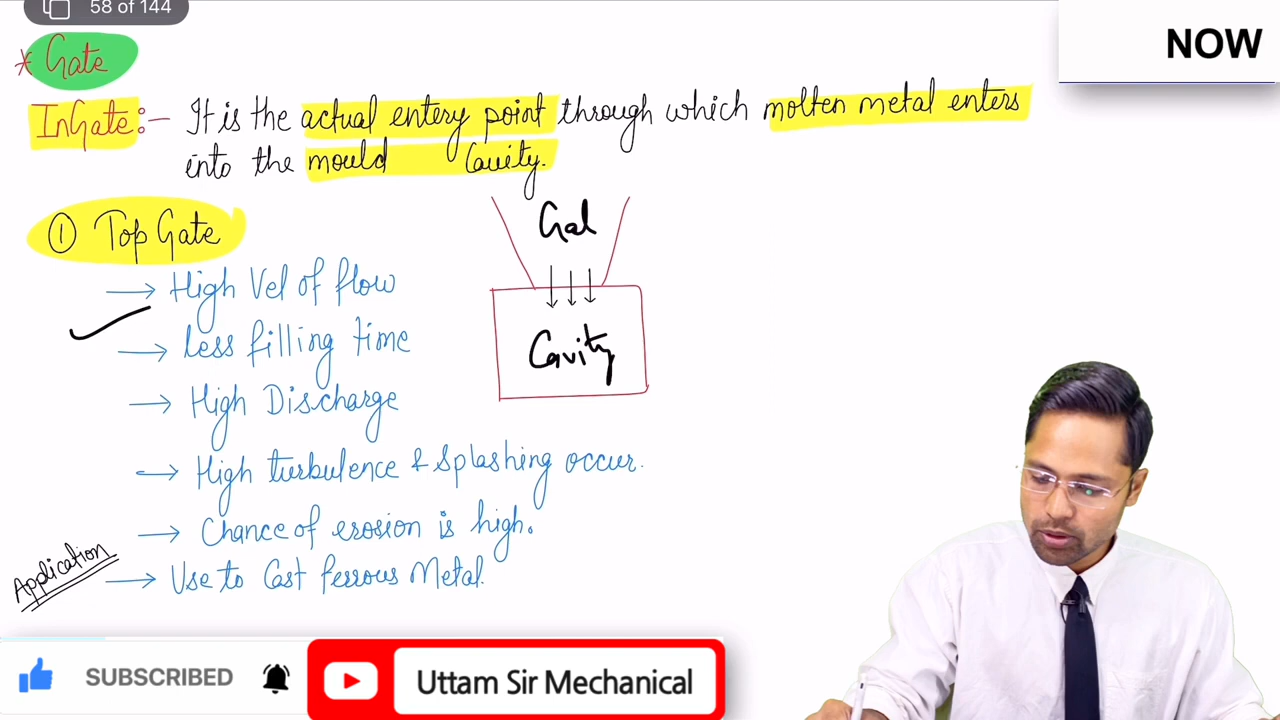 58 of 144
NOW
* Gate
InGate:- It is the actual entery point through which molten metal enters
into the mould Cavity.
① Top Gate
Gal
→ High Vel of flow
→ less filling time
Cavity
→ High Discharge
→ High turbulence & Splashing occur.
→ Chance of erosion is high.
Application
→ Use to Cast ferrous Metal.
SUBSCRIBED
Uttam Sir Mechanical